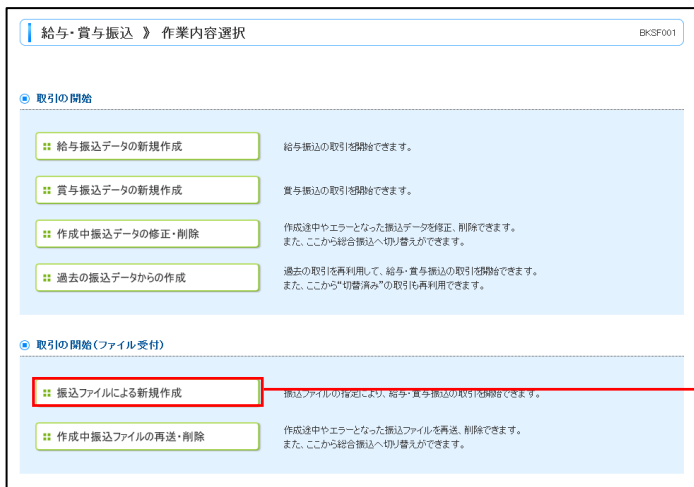 給与・賞与振込 》 作業内容選択
BKSF001
取引の開始
給与振込データの新規作成
給与振込の取引を開始できます。
賞与振込データの新規作成
賞与振込の取引を開始できます。
作成中振込データの修正・削除
作成途中やエラーとなった振込データを修正、削除できます。
また、ここから総合振込へ切り替えができます。
過去の振込データからの作成
過去の取引を再利用して、給与・賞与振込の取引を開始できます。
また、ここから“切替済み”の取引も再利用できます。
取引の開始（ファイル受付）
振込ファイルによる新規作成
振込ファイルの指定により、給与・賞与振込の取引を開始できます。
作成中振込ファイルの再送・削除
作成途中やエラーとなった振込ファイルを再送、削除できます。
また、ここから総合振込へ切り替えができます。